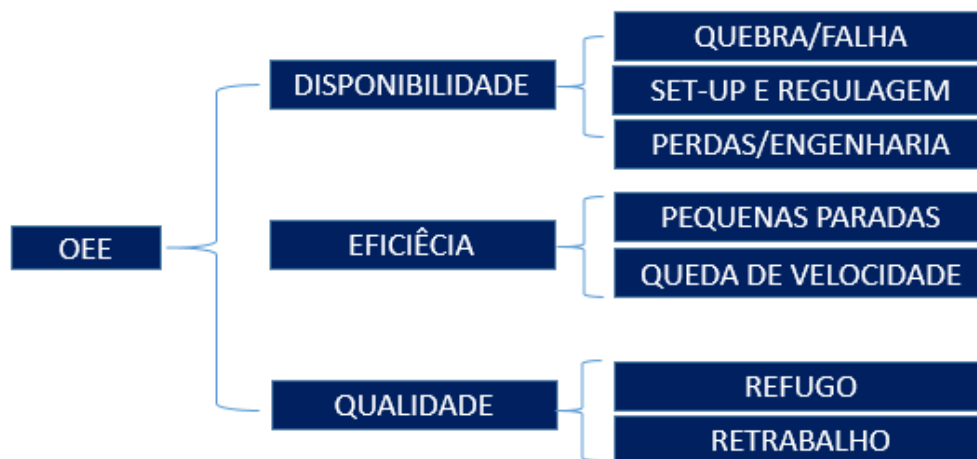 OEE
DISPONIBILIDADE
QUEBRA/FALHA
SET-UP E REGULAGEM
PERDAS/ENGENHARIA
EFICIÊCIA
PEQUENAS PARADAS
QUEDA DE VELOCIDADE
QUALIDADE
REFUGO
RETRABALHO